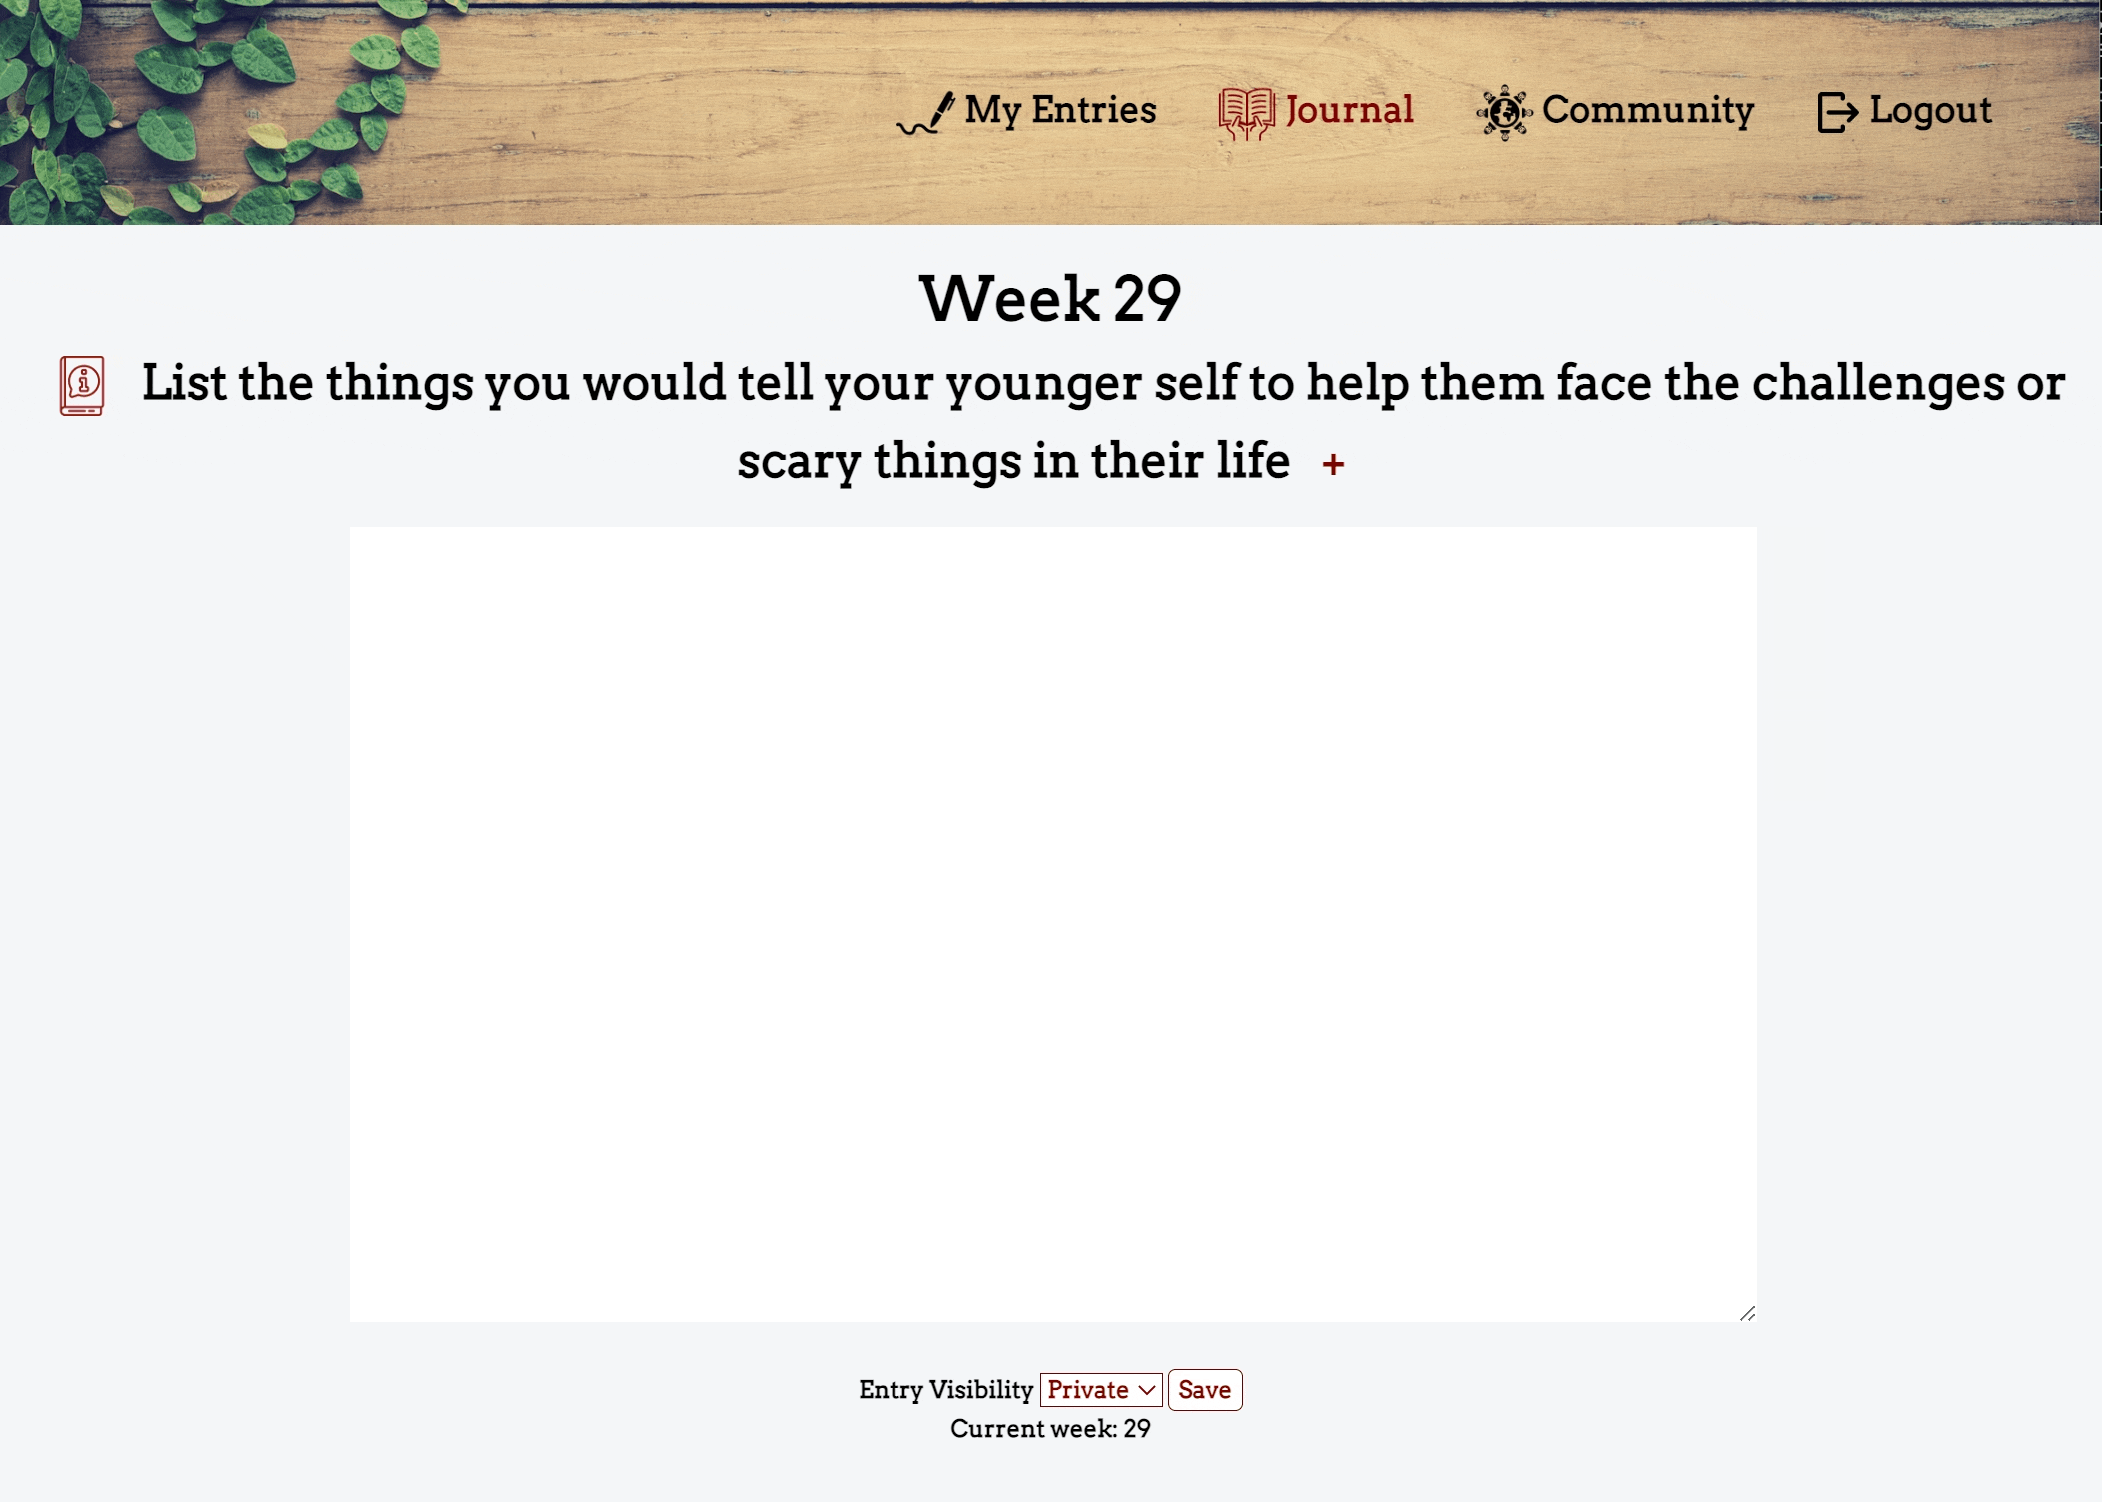 My Entries
Journal
Community
Logout
Week 29
List the things you would tell your younger self to help them face the challenges or
scary things in their life +
Entry Visibility Private Save
Current week: 29